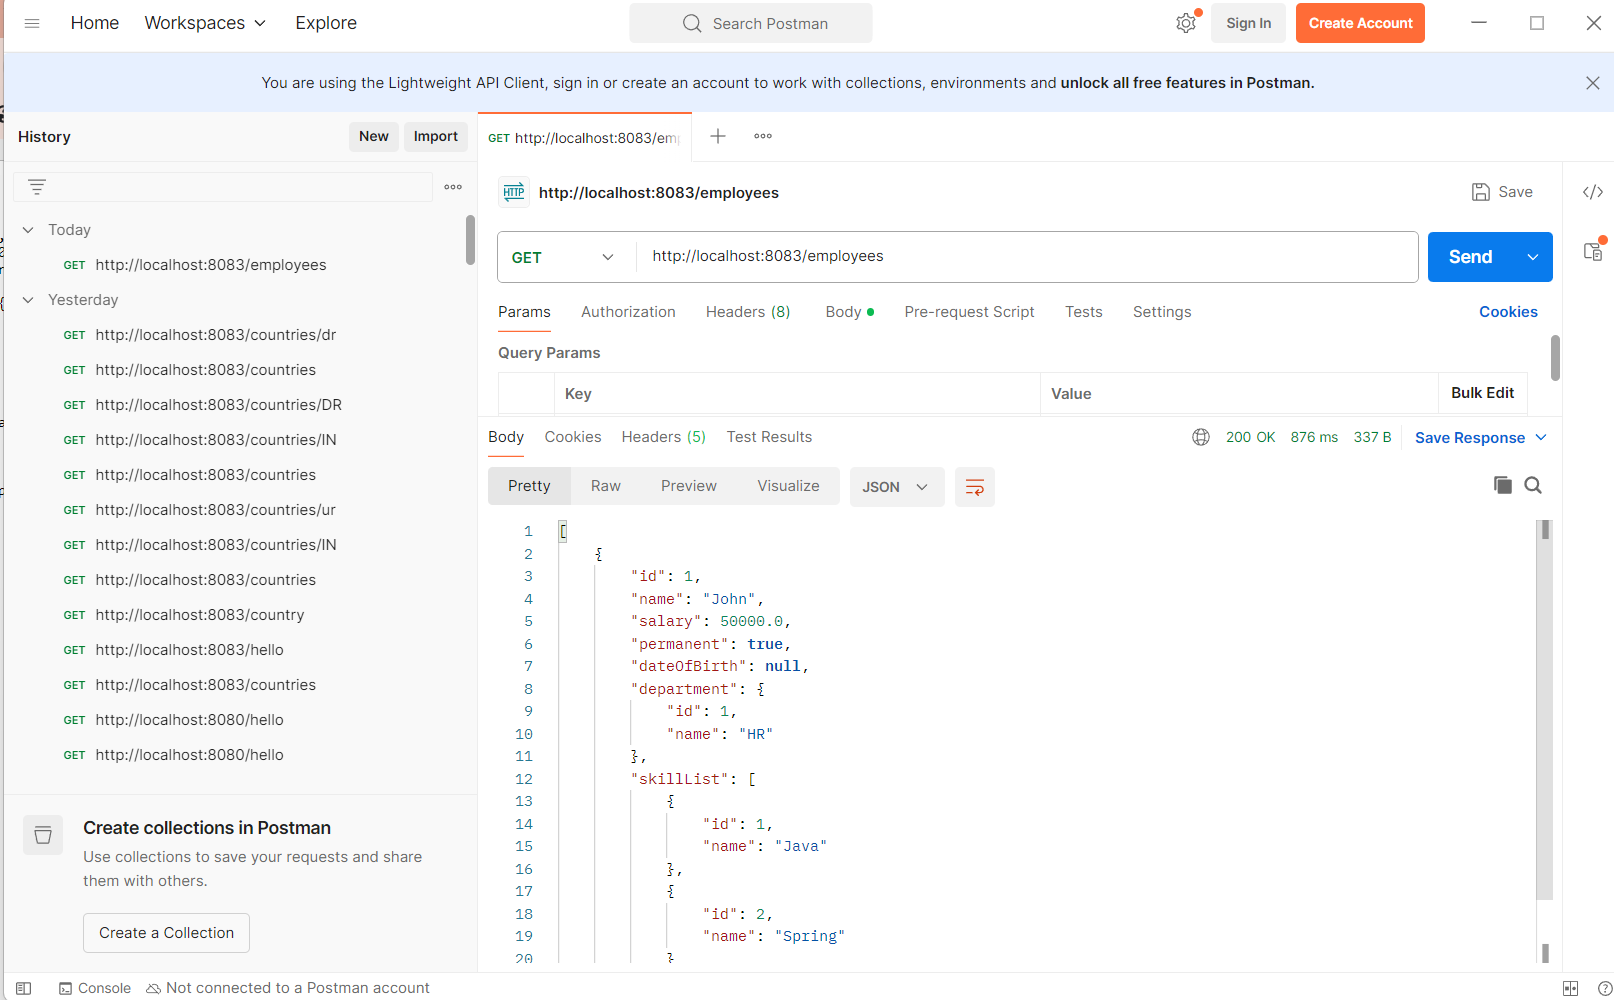 Home Workspaces Explore Search Postman Sign In Create Account
You are using the Lightweight API Client, sign in or create an account to work with collections, environments and unlock all free features in Postman.
History New Import
GET http://localhost:8083/em
HTTP http://localhost:8083/employees Save
Today
GET http://localhost:8083/employees
Yesterday
GET http://localhost:8083/countries/dr
GET http://localhost:8083/countries
GET http://localhost:8083/countries/DR
GET http://localhost:8083/countries/IN
GET http://localhost:8083/countries
GET http://localhost:8083/countries/ur
GET http://localhost:8083/countries/IN
GET http://localhost:8083/countries
GET http://localhost:8083/country
GET http://localhost:8083/hello
GET http://localhost:8083/countries
GET http://localhost:8080/hello
GET http://localhost:8080/hello
Create collections in Postman
Use collections to save your requests and share
them with others.
Create a Collection
GET http://localhost:8083/employees Send
Params Authorization Headers (8) Body Pre-request Script Tests Settings Cookies
Query Params
Key Value Bulk Edit
Body Cookies Headers (5) Test Results 200 OK 876 ms 337 B Save Response
Pretty Raw Preview Visualize JSON
1 [
2 {
3 "id": 1,
4 "name": "John",
5 "salary": 50000.0,
6 "permanent": true,
7 "dateOfBirth": null,
8 "department": {
9 "id": 1,
10 "name": "HR"
11 },
12 "skillList": [
13 {
14 "id": 1,
15 "name": "Java"
16 },
17 {
18 "id": 2,
19 "name": "Spring"
20 }
Console Not connected to a Postman account